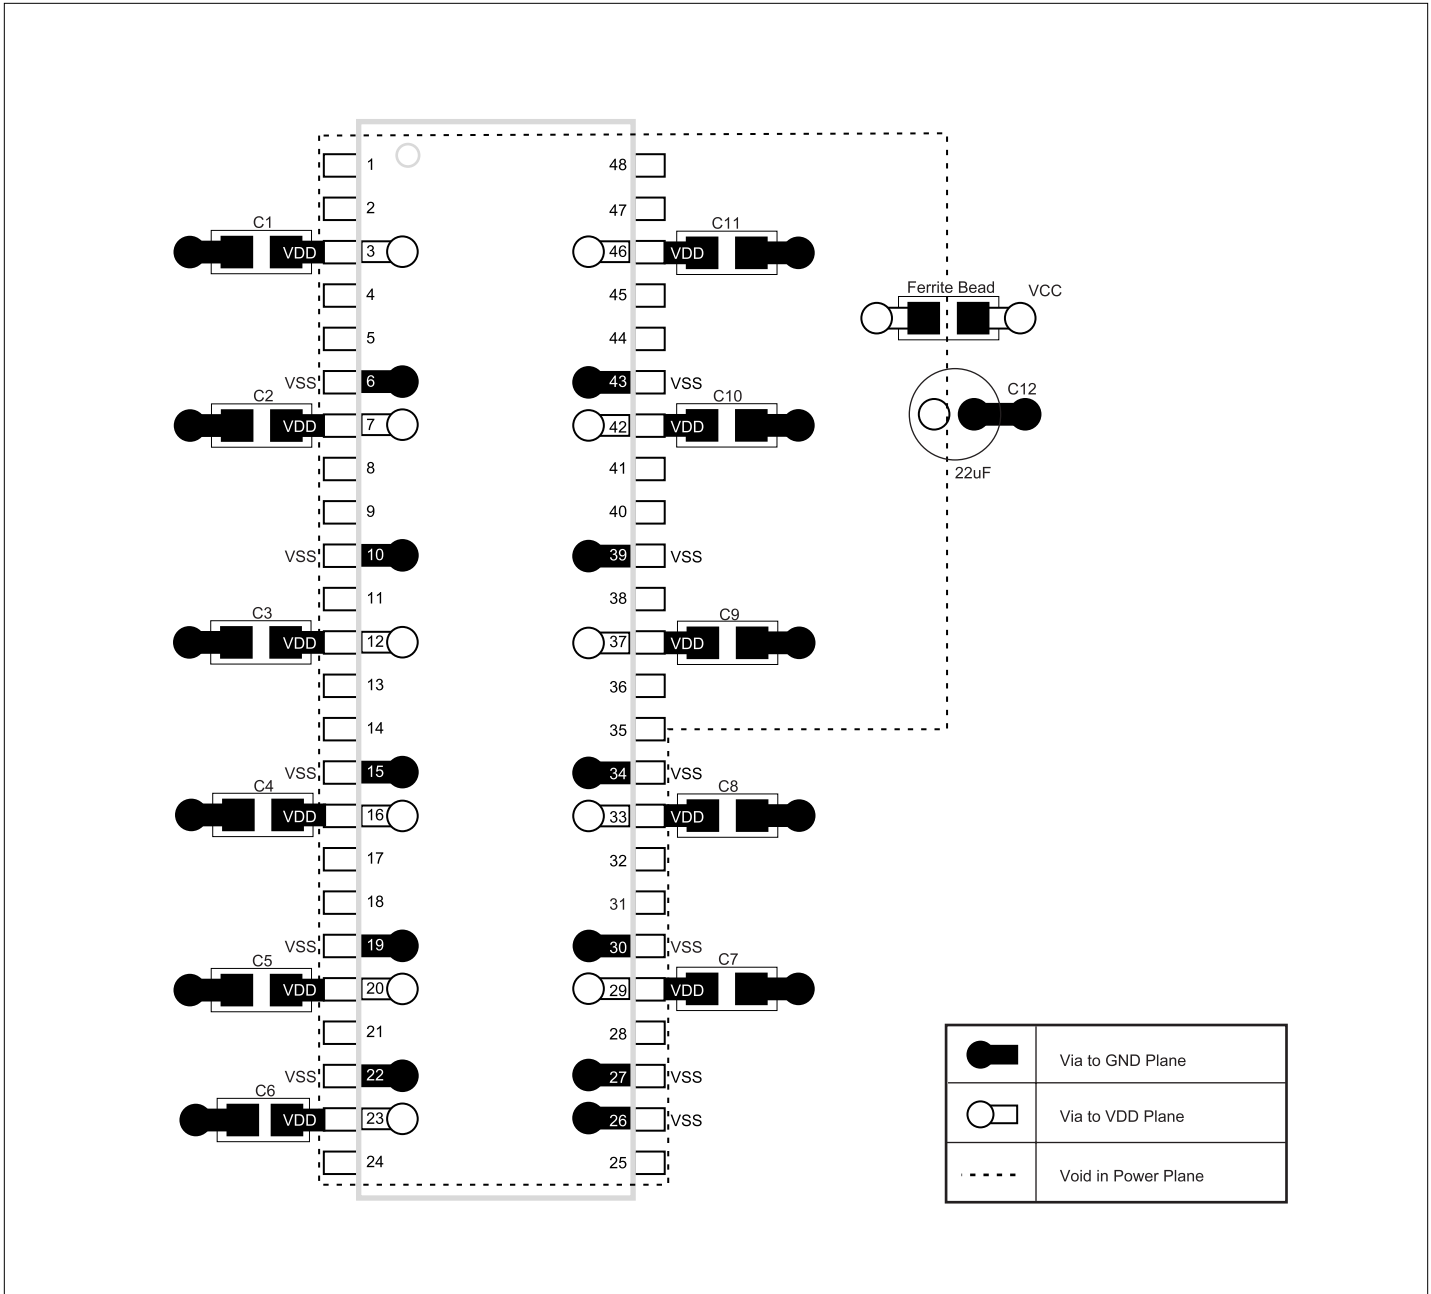 1 48
2 47
C1 C11
VDD 3 46 VDD
4 45
Ferrite Bead VCC
5 44
VSS 6 43 VSS
C2 C10 C12
VDD 7 42 VDD
8 41
22uF
9 40
VSS 10 39 VSS
11 38
C3 C9
VDD 12 37 VDD
13 36
14 35
VSS 15 34 VSS
C4 C8
VDD 16 33 VDD
17 32
18 31
VSS 19 30 VSS
C5 C7
VDD 20 29 VDD
21 28
VSS 22 27 VSS
C6
VDD 23 26 VSS
24 25
Via to GND Plane
Via to VDD Plane
Void in Power Plane